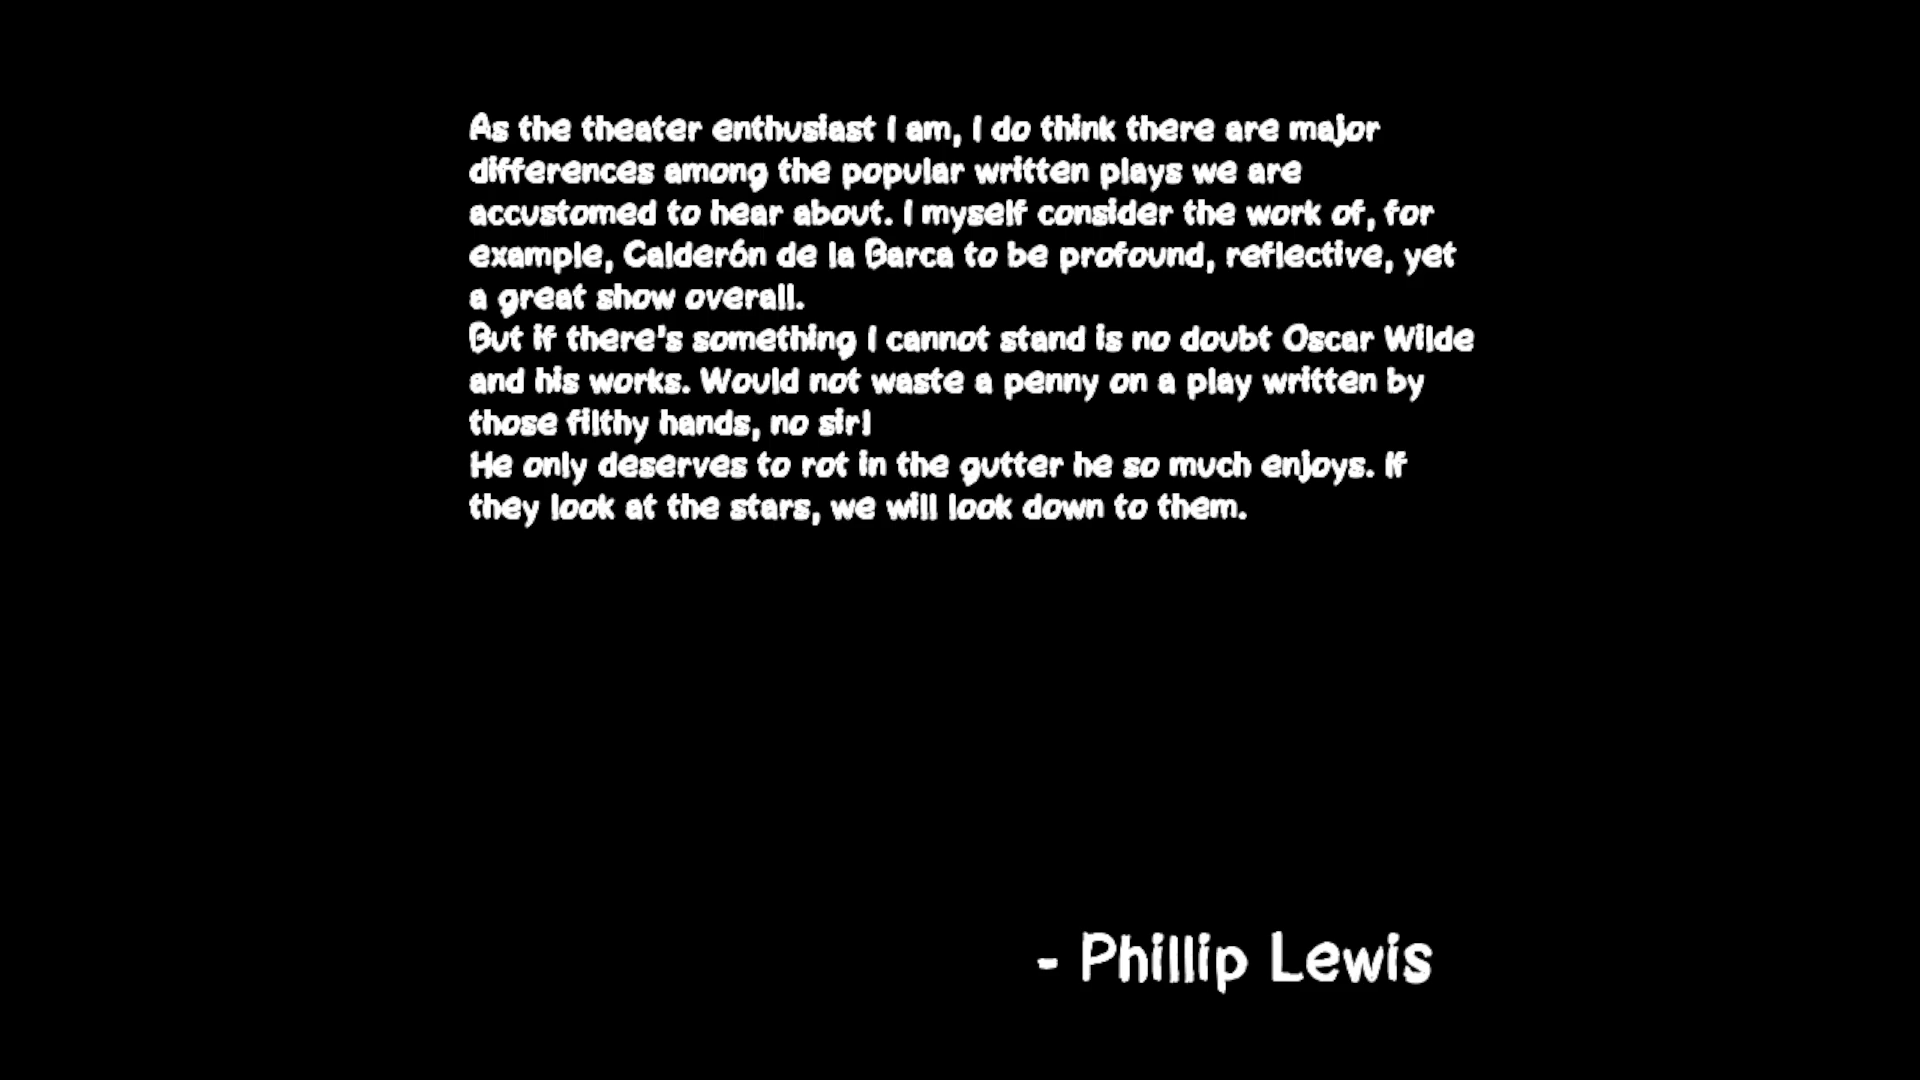 As the theater enthusiast I am, I do think there are major
differences among the popular written plays we are
accustomed to hear about. I myself consider the work of, for
example, Calderón de la Barca to be profound, reflective, yet
a great show overall.
But if there's something I cannot stand is no doubt Oscar Wilde
and his works. Would not waste a penny on a play written by
those filthy hands, no sir!
He only deserves to rot in the gutter he so much enjoys. If
they look at the stars, we will look down to them.
- Phillip Lewis